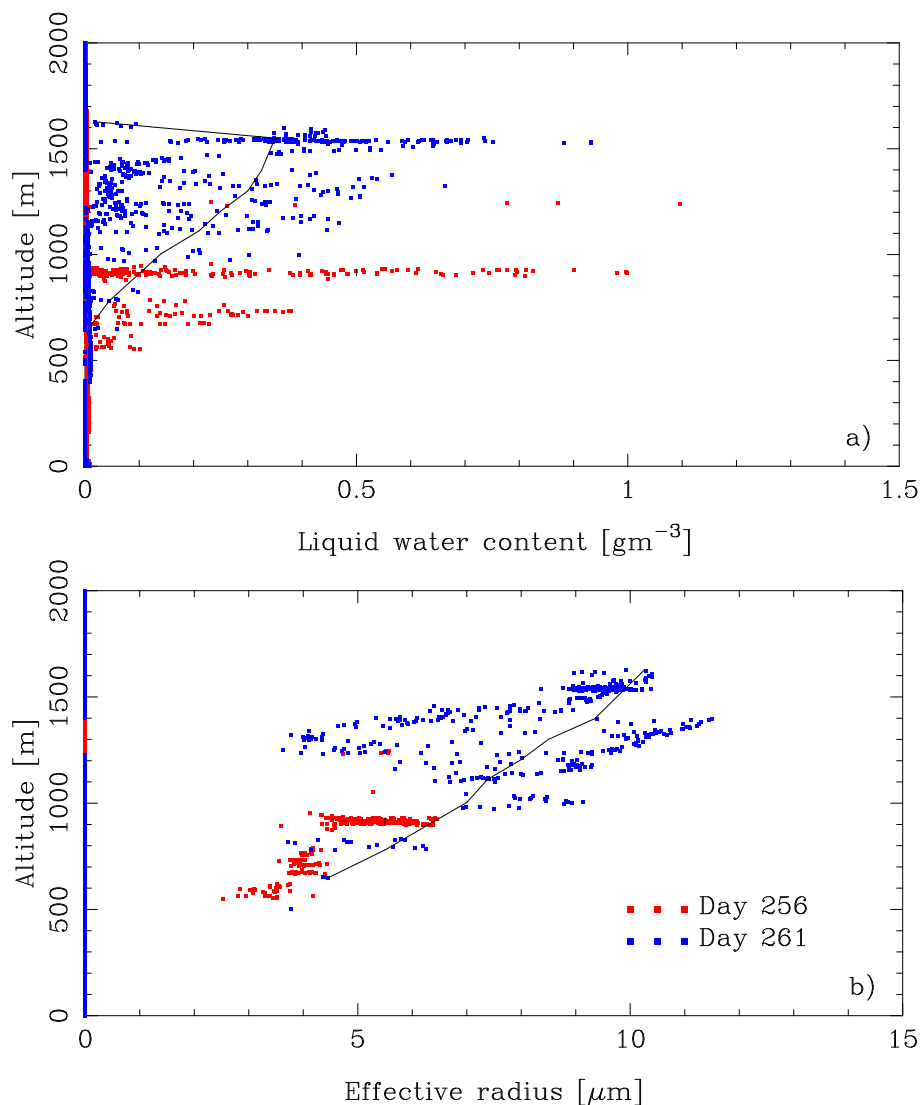 2000
1500
1000
500
0
Altitude [m]
a)
0 0.5 1 1.5
Liquid water content [gm⁻³]
2000
1500
1000
500
0
Altitude [m]
Day 256
Day 261
b)
0 5 10 15
Effective radius [μm]